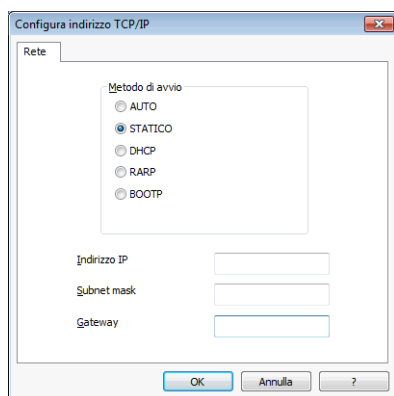 Configura indirizzo TCP/IP
Rete
Metodo di avvio
AUTO
STATICO
DHCP
RARP
BOOTP
Indirizzo IP
Subnet mask
Gateway
OK Annulla ?